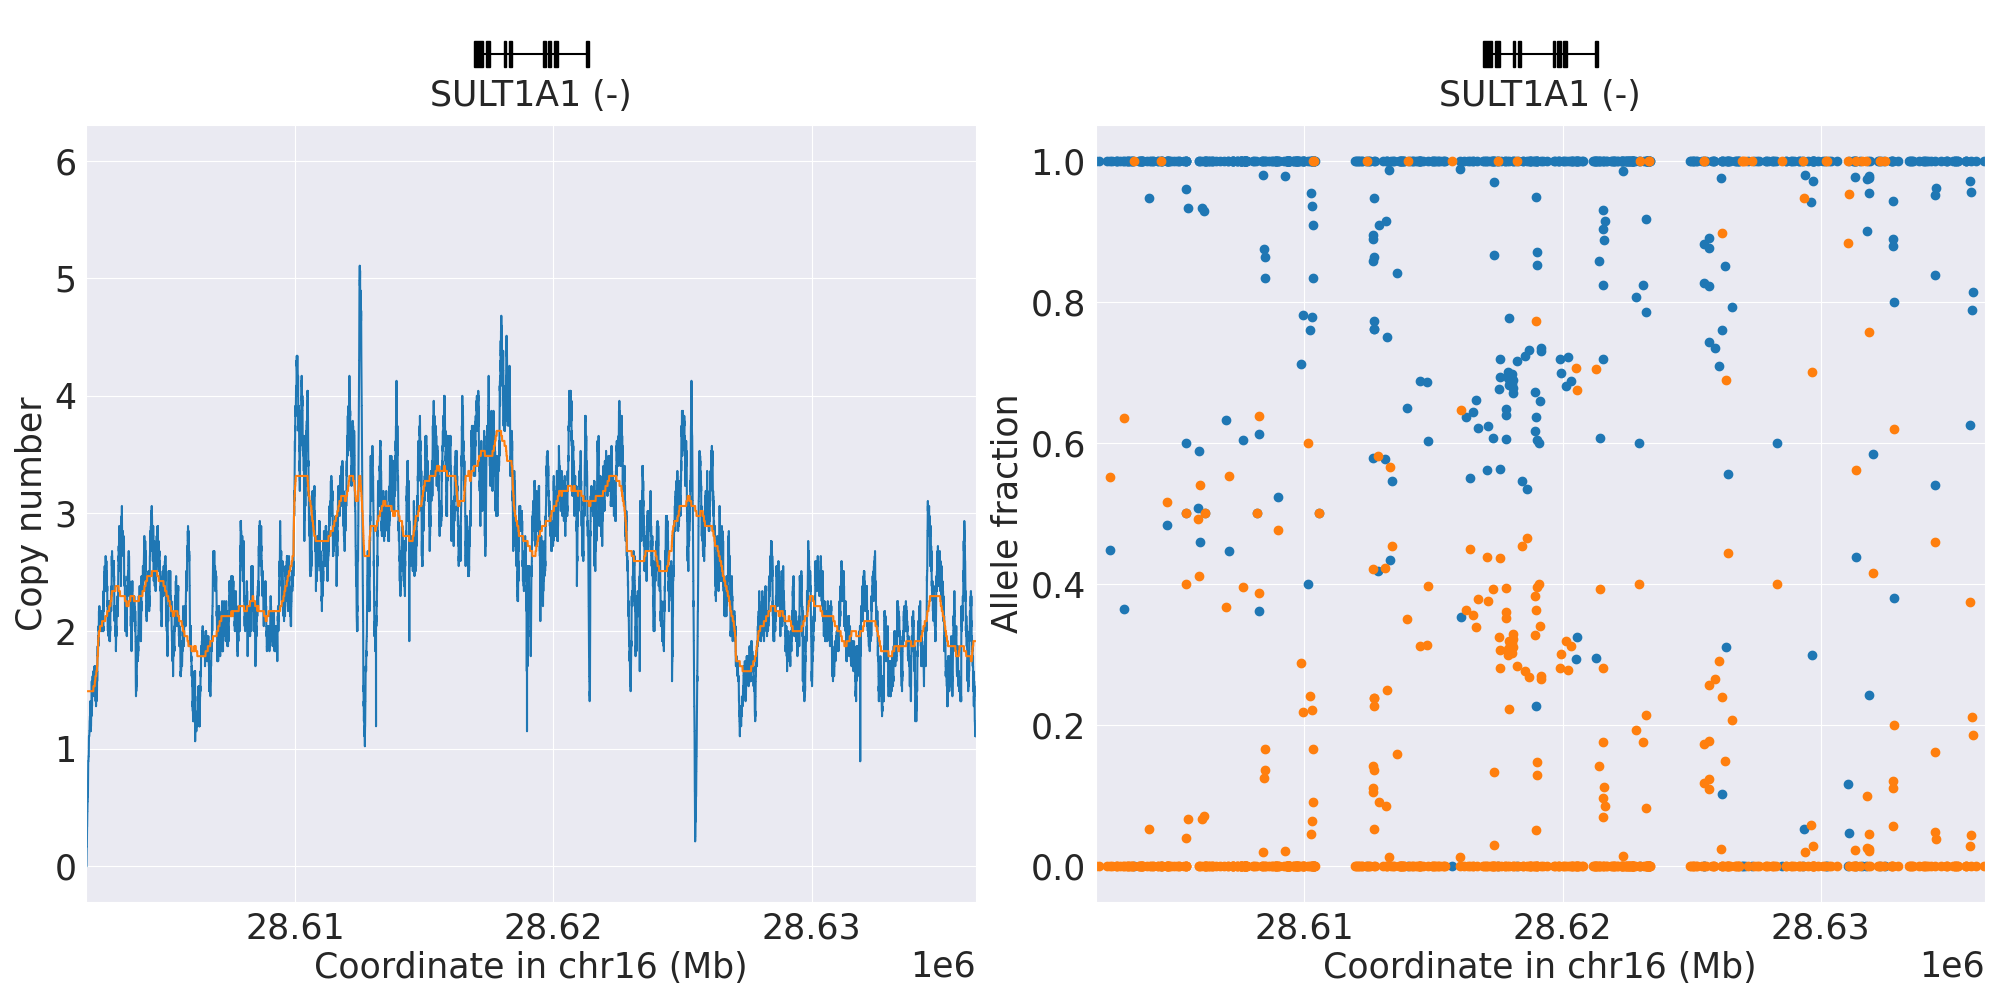 SULT1A1 (-)
Copy number
6
5
4
3
2
1
0
28.61
28.62
28.63
Coordinate in chr16 (Mb)
1e6
SULT1A1 (-)
Allele fraction
1.0
0.8
0.6
0.4
0.2
0.0
28.61
28.62
28.63
Coordinate in chr16 (Mb)
1e6